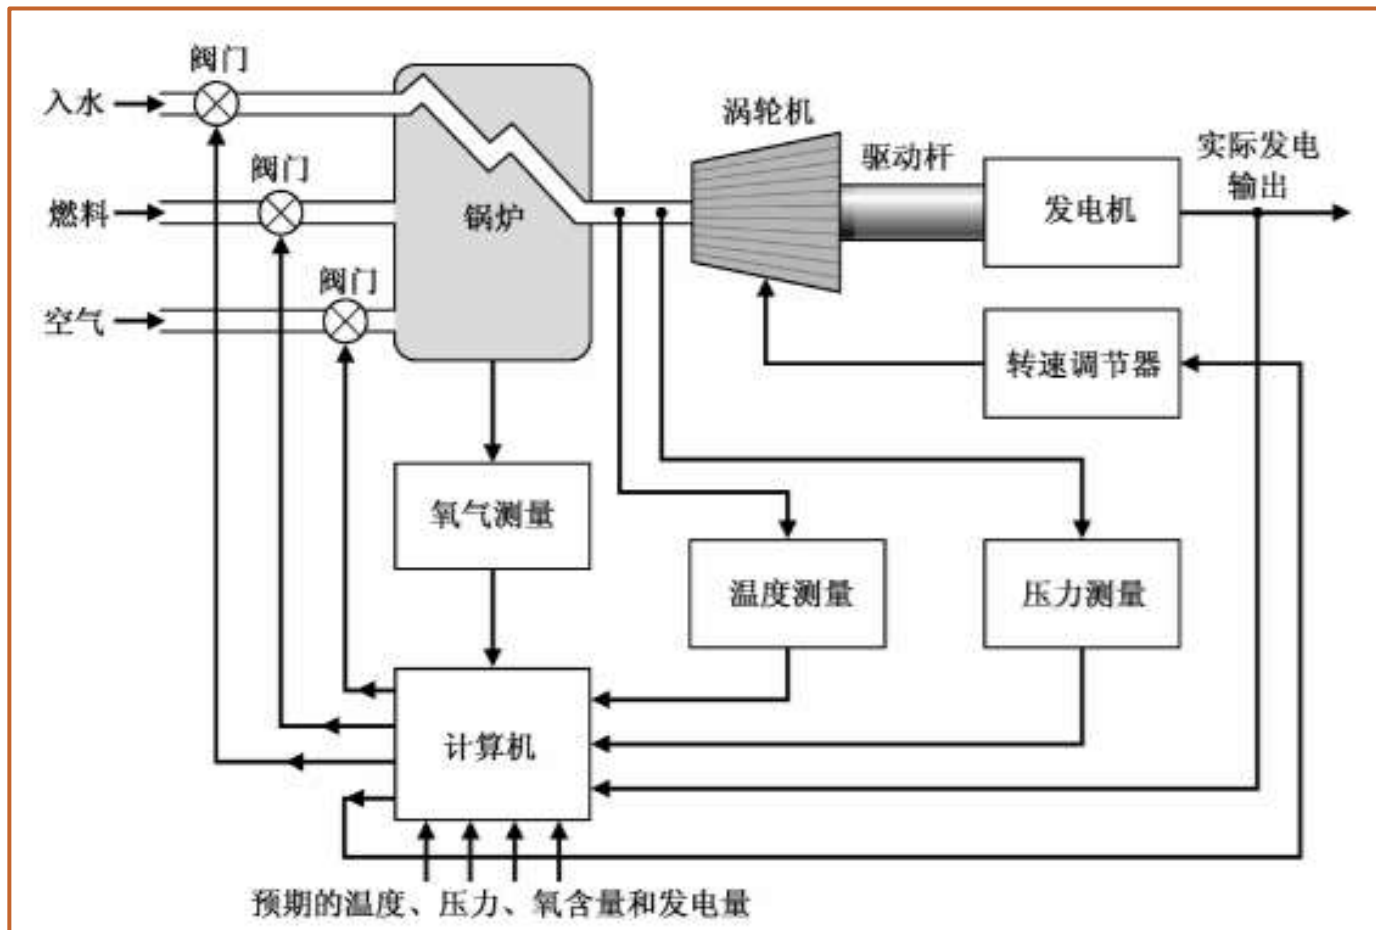 阀门
入水
阀门
燃料
阀门
空气
锅炉
涡轮机
驱动杆
发电机
实际发电
输出
转速调节器
氧气测量
温度测量
压力测量
计算机
预期的温度、压力、氧含量和发电量